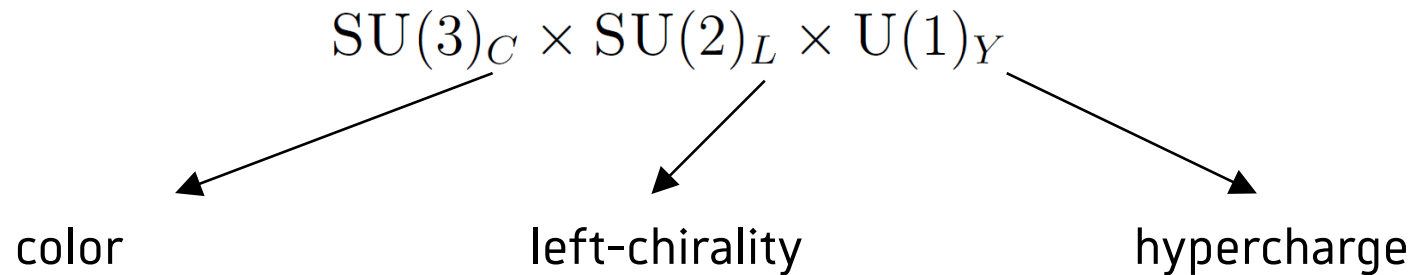 SU(3)_C × SU(2)_L × U(1)_Y
color left-chirality hypercharge